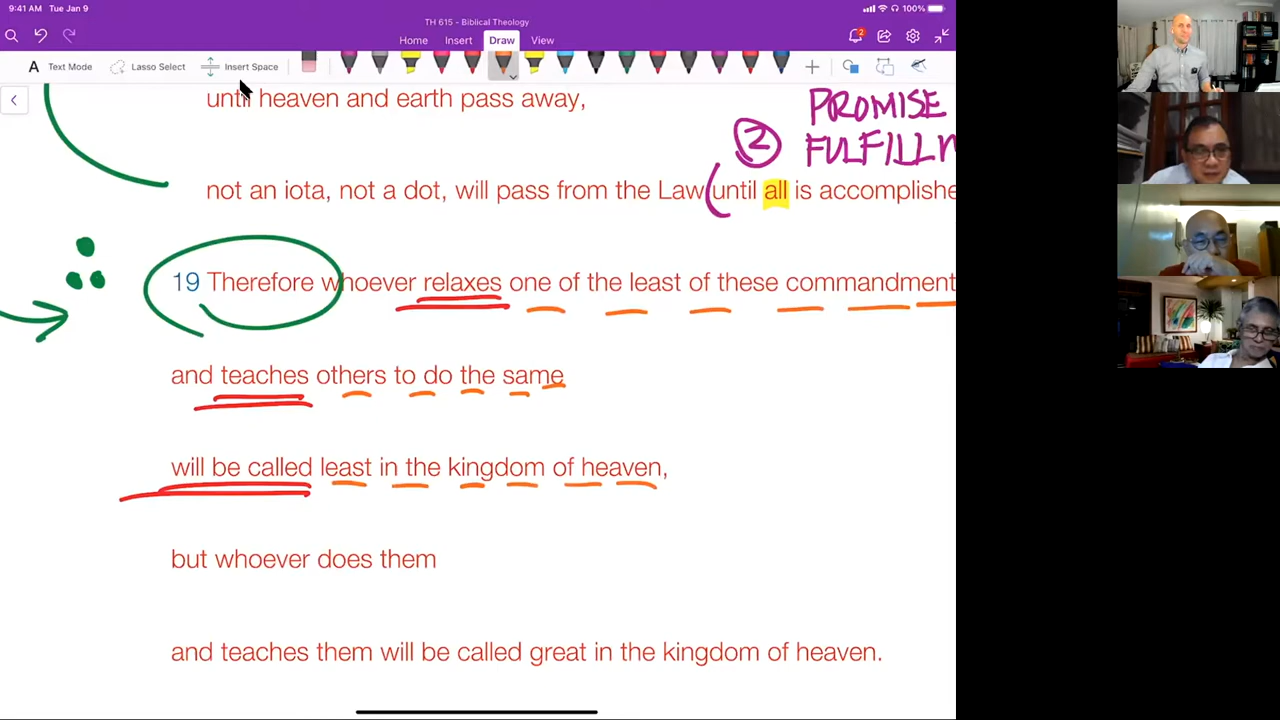 9:41 AM Tue Jan 9
100%
TH 615 - Biblical Theology
Home Insert Draw View
2
A Text Mode Lasso Select Insert Space
until heaven and earth pass away,
PROMISE
② FULFILLM
not an iota, not a dot, will pass from the Law (until all is accomplishe
19 Therefore whoever relaxes one of the least of these commandment
and teaches others to do the same
will be called least in the kingdom of heaven,
but whoever does them
and teaches them will be called great in the kingdom of heaven.